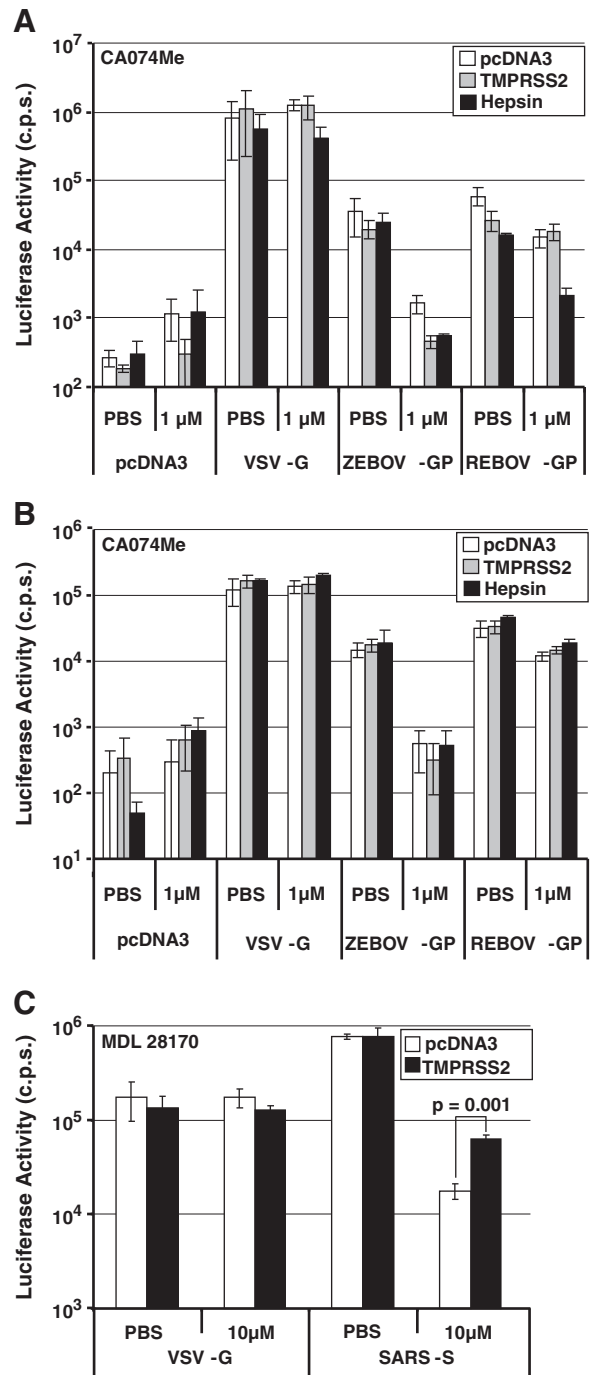 A
CA074Me
pcDNA3
TMPRSS2
Hepsin
Luciferase Activity (c.p.s.)
10⁷
10⁶
10⁵
10⁴
10³
10²
PBS 1 µM PBS 1 µM PBS 1 µM PBS 1 µM
pcDNA3 VSV -G ZEBOV -GP REBOV -GP
B
CA074Me
pcDNA3
TMPRSS2
Hepsin
Luciferase Activity (c.p.s.)
10⁶
10⁵
10⁴
10³
10²
10¹
PBS 1µM PBS 1µM PBS 1µM PBS 1µM
pcDNA3 VSV -G ZEBOV -GP REBOV -GP
C
MDL 28170
pcDNA3
TMPRSS2
p = 0.001
Luciferase Activity (c.p.s.)
10⁶
10⁵
10⁴
10³
PBS 10µM PBS 10µM
VSV -G SARS -S